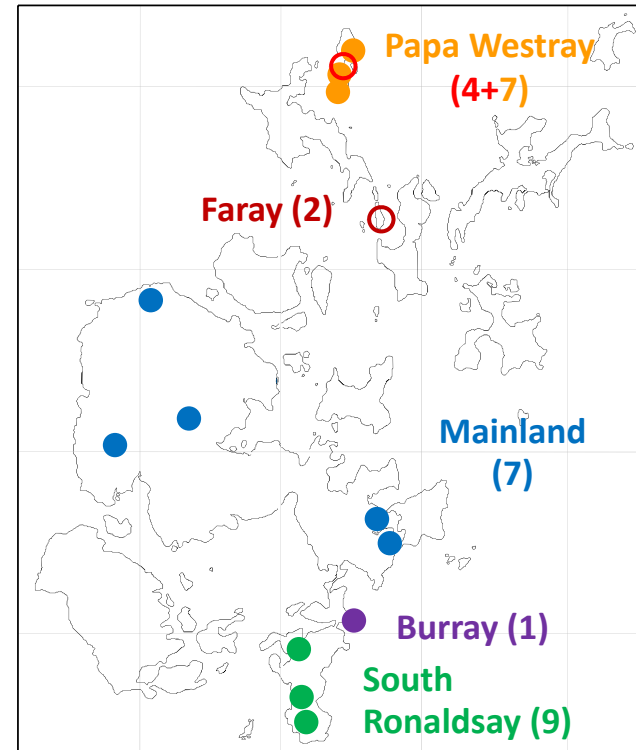 Papa Westray
(4+7)
Faray (2)
Mainland
(7)
Burray (1)
South
Ronaldsay (9)